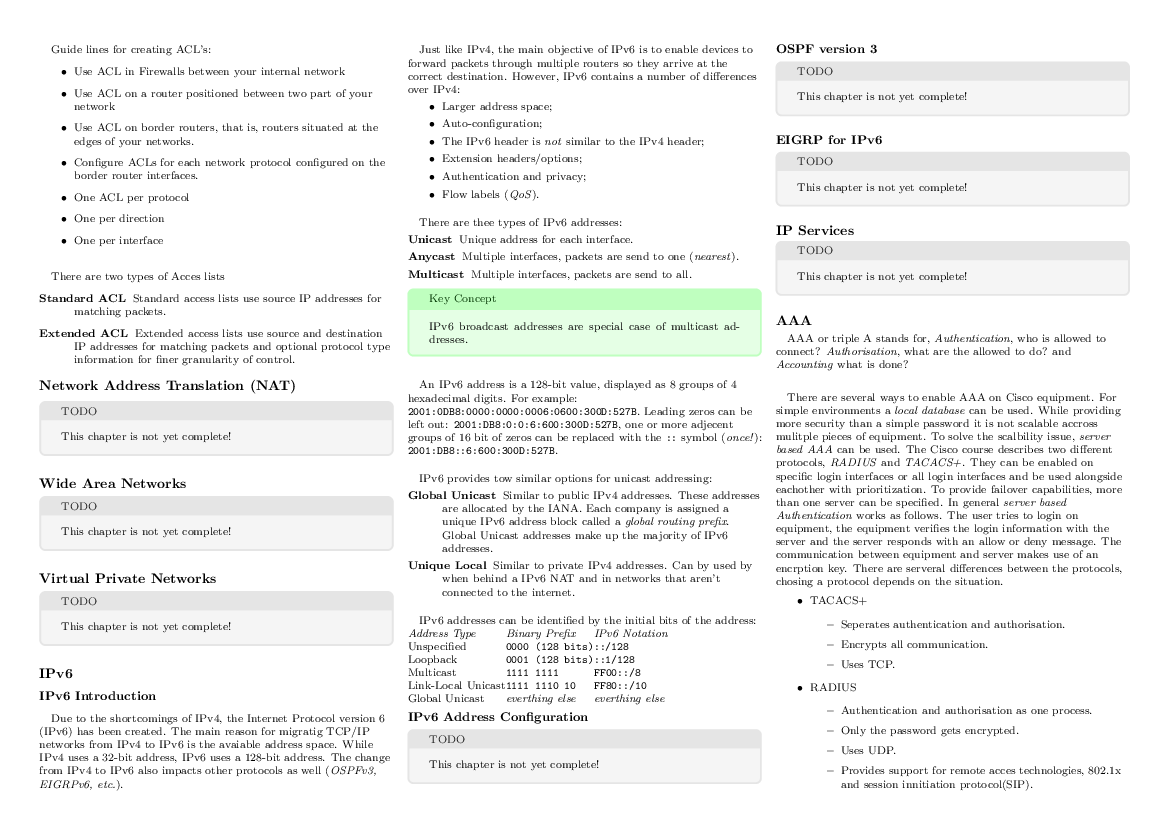 Guide lines for creating ACL's:
• Use ACL in Firewalls between your internal network
• Use ACL on a router positioned between two part of your
network
• Use ACL on border routers, that is, routers situated at the
edges of your networks.
• Configure ACLs for each network protocol configured on the
border router interfaces.
• One ACL per protocol
• One per direction
• One per interface
There are two types of Acces lists
Standard ACL Standard access lists use source IP addresses for
matching packets.
Extended ACL Extended access lists use source and destination
IP addresses for matching packets and optional protocol type
information for finer granularity of control.
Network Address Translation (NAT)
TODO
This chapter is not yet complete!
Wide Area Networks
TODO
This chapter is not yet complete!
Virtual Private Networks
TODO
This chapter is not yet complete!
IPv6
IPv6 Introduction
Due to the shortcomings of IPv4, the Internet Protocol version 6
(IPv6) has been created. The main reason for migratig TCP/IP
networks from IPv4 to IPv6 is the avaiable address space. While
IPv4 uses a 32-bit address, IPv6 uses a 128-bit address. The change
from IPv4 to IPv6 also impacts other protocols as well (OSPFv3,
EIGRPv6, etc.).
Just like IPv4, the main objective of IPv6 is to enable devices to
forward packets through multiple routers so they arrive at the
correct destination. However, IPv6 contains a number of differences
over IPv4:
• Larger address space;
• Auto-configuration;
• The IPv6 header is not similar to the IPv4 header;
• Extension headers/options;
• Authentication and privacy;
• Flow labels (QoS).
There are thee types of IPv6 addresses:
Unicast Unique address for each interface.
Anycast Multiple interfaces, packets are send to one (nearest).
Multicast Multiple interfaces, packets are send to all.
Key Concept
IPv6 broadcast addresses are special case of multicast ad-
dresses.
An IPv6 address is a 128-bit value, displayed as 8 groups of 4
hexadecimal digits. For example:
2001:0DB8:0000:0000:0006:0600:300D:527B. Leading zeros can be
left out: 2001:0DB8:0:0:6:600:300D:527B, one or more adjectent
groups of 16 bit of zeros can be replaced with the :: symbol (once!):
2001:0DB8::6:600:300D:527B.
IPv6 provides tow similar options for unicast addressing:
Global Unicast Similar to public IPv4 addresses. These addresses
are allocated by the IANA. Each company is assigned a
unique IPv6 address block called a global routing prefix.
Global Unicast addresses make up the majority of IPv6
addresses.
Unique Local Similar to private IPv4 addresses. Can by used by
when behind a IPv6 NAT and in networks that aren't
connected to the internet.
IPv6 addresses can be identified by the initial bits of the address:
Address Type Binary Prefix IPv6 Notation
Unspecified 0000 (128 bits)::/128
Loopback 0001 (128 bits)::1/128
Multicast 1111 1111 FF00::/8
Link-Local Unicast1111 1110 10 FF80::/10
Global Unicast everthing else everthing else
IPv6 Address Configuration
TODO
This chapter is not yet complete!
OSPF version 3
TODO
This chapter is not yet complete!
EIGRP for IPv6
TODO
This chapter is not yet complete!
IP Services
TODO
This chapter is not yet complete!
AAA
AAA or triple A stands for, Authentication, who is allowed to
connect? Authorisation, what are the allowed to do? and
Accounting what is done?
There are several ways to enable AAA on Cisco equipment. For
simple environments a local database can be used. While providing
more security than a simple password it is not scalable accross
mulitple pieces of equipment. To solve the scalbility issue, server
based AAA can be used. The Cisco course describes two different
protocols, RADIUS and TACACS+. They can be enabled on
specific login interfaces or all login interfaces and be used alongside
eachother with prioritization. To provide failover capabilities, more
than one server can be specified. In general server based
Authentication works as follows. The user tries to login on
equipment, the equipment verifies the login information with the
server and the server responds with an allow or deny message. The
communication between equipment and server makes use of an
encrption key. There are serveral differences between the protocols,
chosing a protocol depends on the situation.
• TACACS+
– Seperates authentication and authorisation.
– Encrypts all communication.
– Uses TCP.
• RADIUS
– Authentication and authorisation as one process.
– Only the password gets encrypted.
– Uses UDP.
– Provides support for remote acces technologies, 802.1x
and session innitiation protocol(SIP).